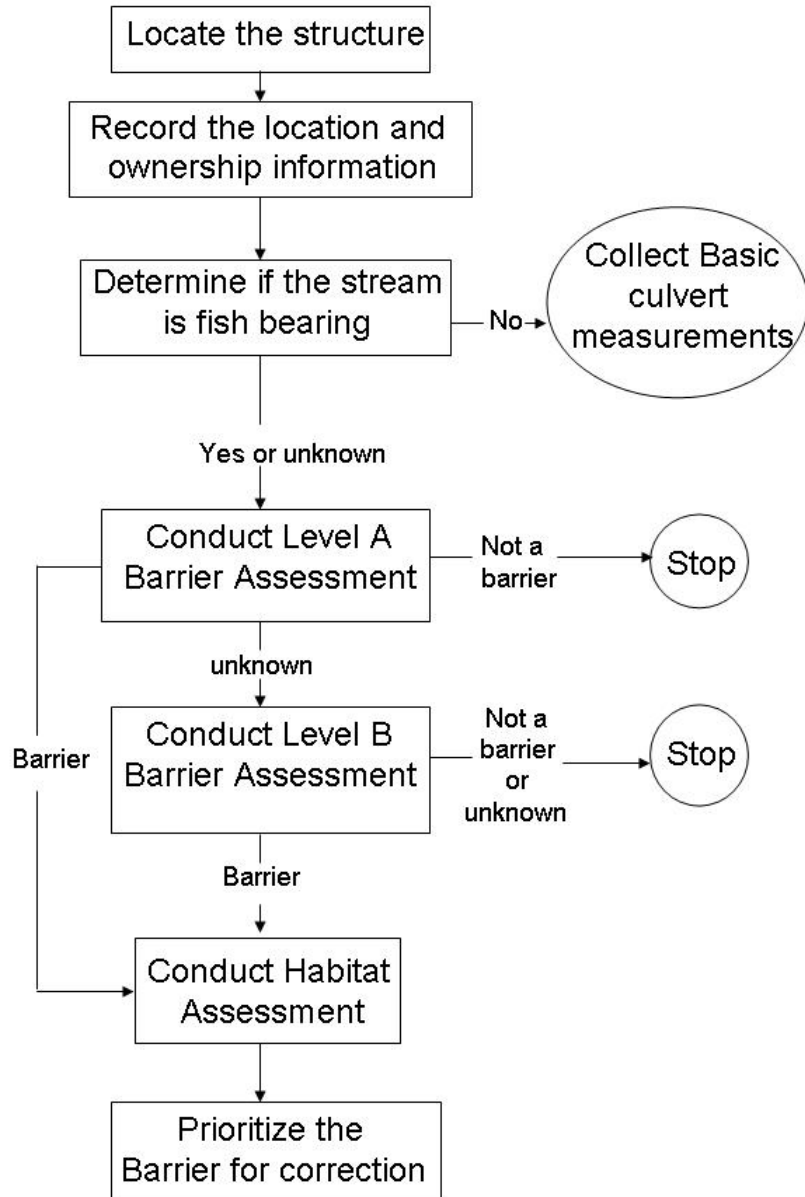 Locate the structure
Record the location and
ownership information
Determine if the stream
is fish bearing
No
Collect Basic
culvert
measurements
Yes or unknown
Conduct Level A
Barrier Assessment
Not a
barrier
Stop
unknown
Conduct Level B
Barrier Assessment
Not a
barrier
or
unknown
Stop
Barrier
Barrier
Conduct Habitat
Assessment
Prioritize the
Barrier for correction